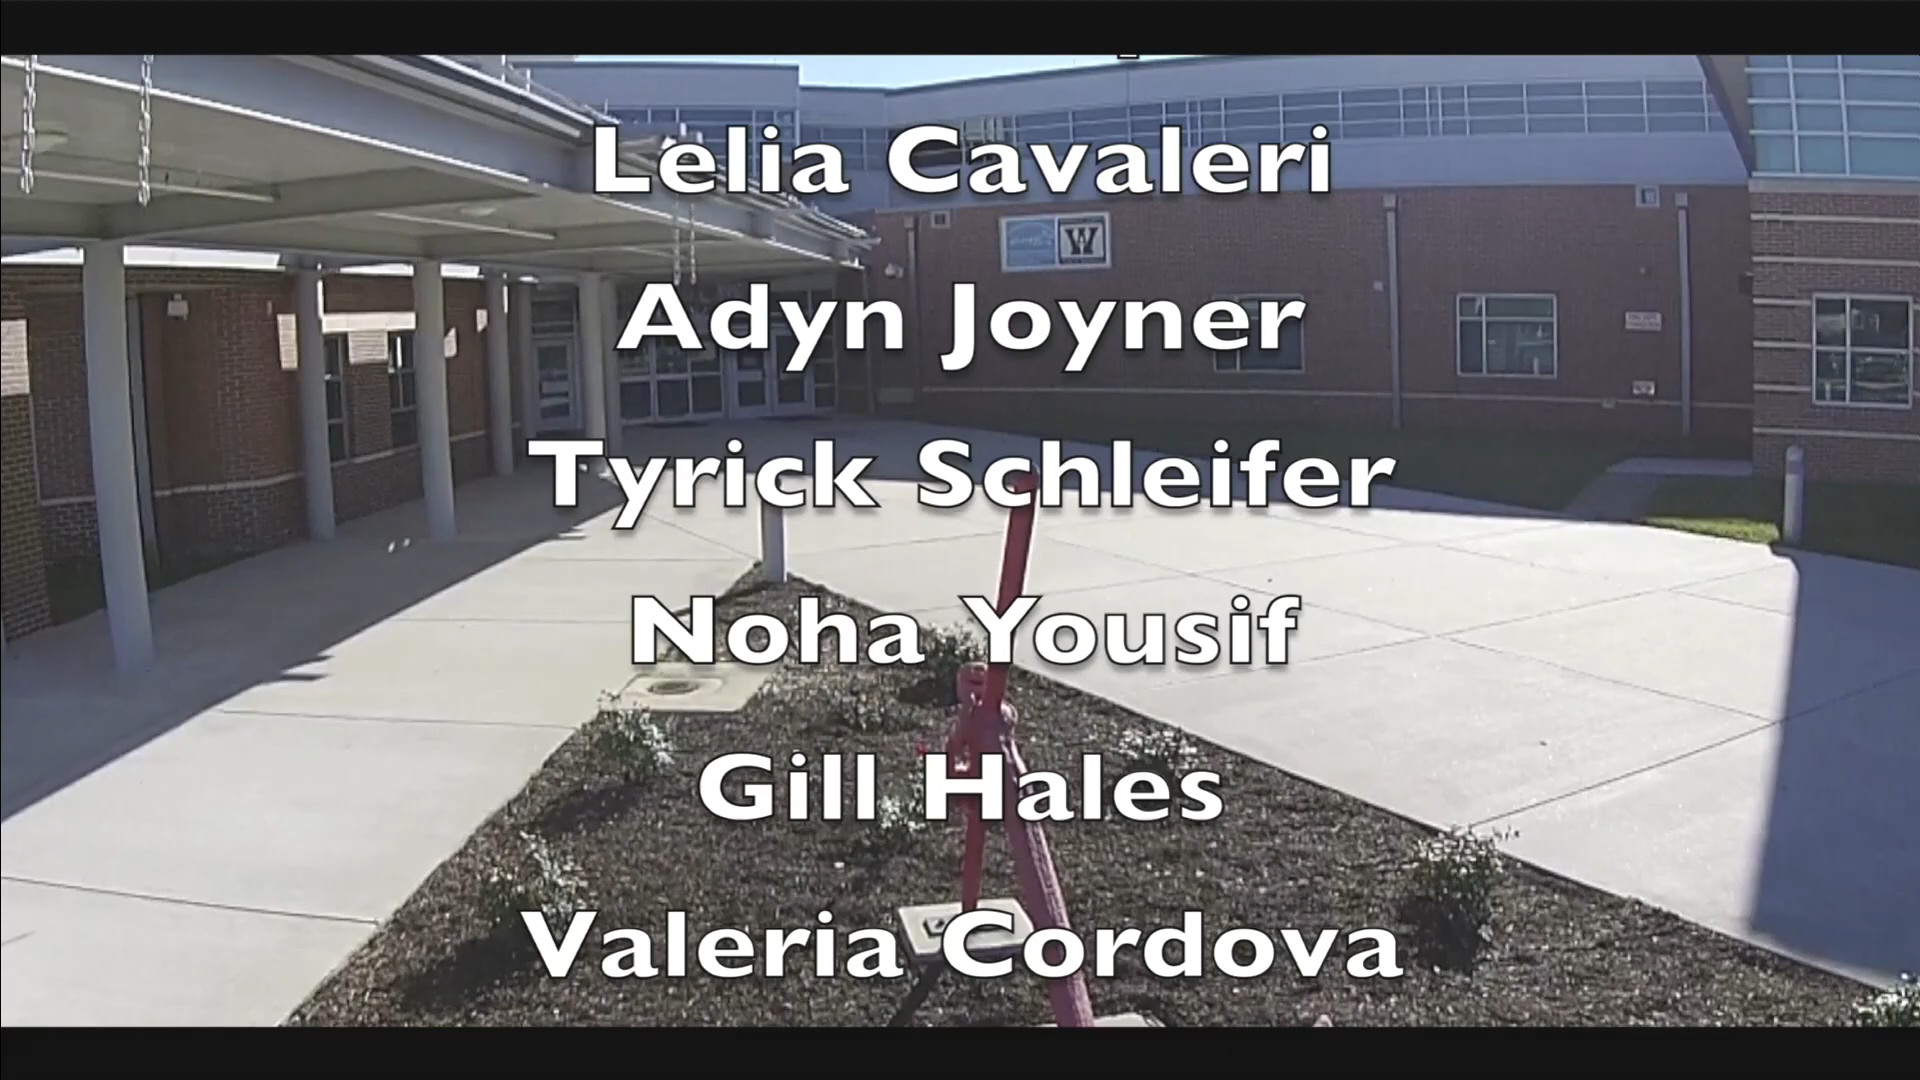 Lelia Cavaleri
W
Adyn Joyner
Tyrick Schleifer
Noha Yousif
Gill Hales
Valeria Cordova